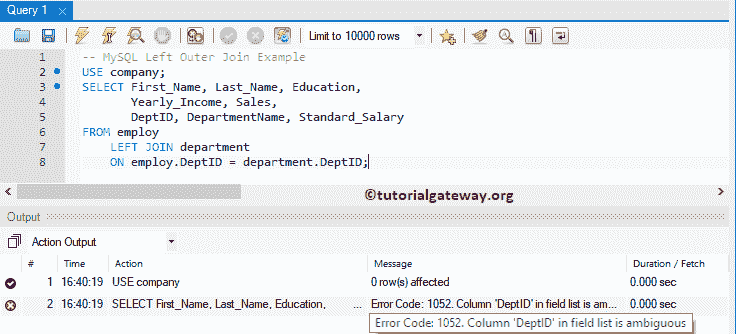 Query 1
Limit to 10000 rows
1 -- MySQL Left Outer Join Example
2 USE company;
3 SELECT First_Name, Last_Name, Education,
4 Yearly_Income, Sales,
5 DeptID, DepartmentName, Standard_Salary
6 FROM employ
7 LEFT JOIN department
8 ON employ.DeptID = department.DeptID;
©tutorialgateway.org
Output
Action Output
# Time Action Message Duration / Fetch
1 16:40:19 USE company 0 row(s) affected 0.000 sec
2 16:40:19 SELECT First_Name, Last_Name, Education, ... Error Code: 1052. Column 'DeptID' in field list is am... 0.000 sec
Error Code: 1052. Column 'DeptID' in field list is ambiguous